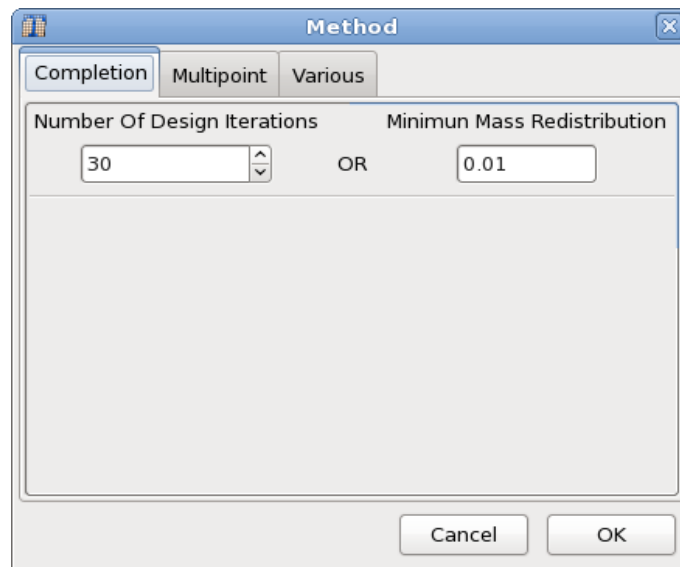 Method
Completion Multipoint Various
Number Of Design Iterations Minimun Mass Redistribution
30 OR 0.01
Cancel OK